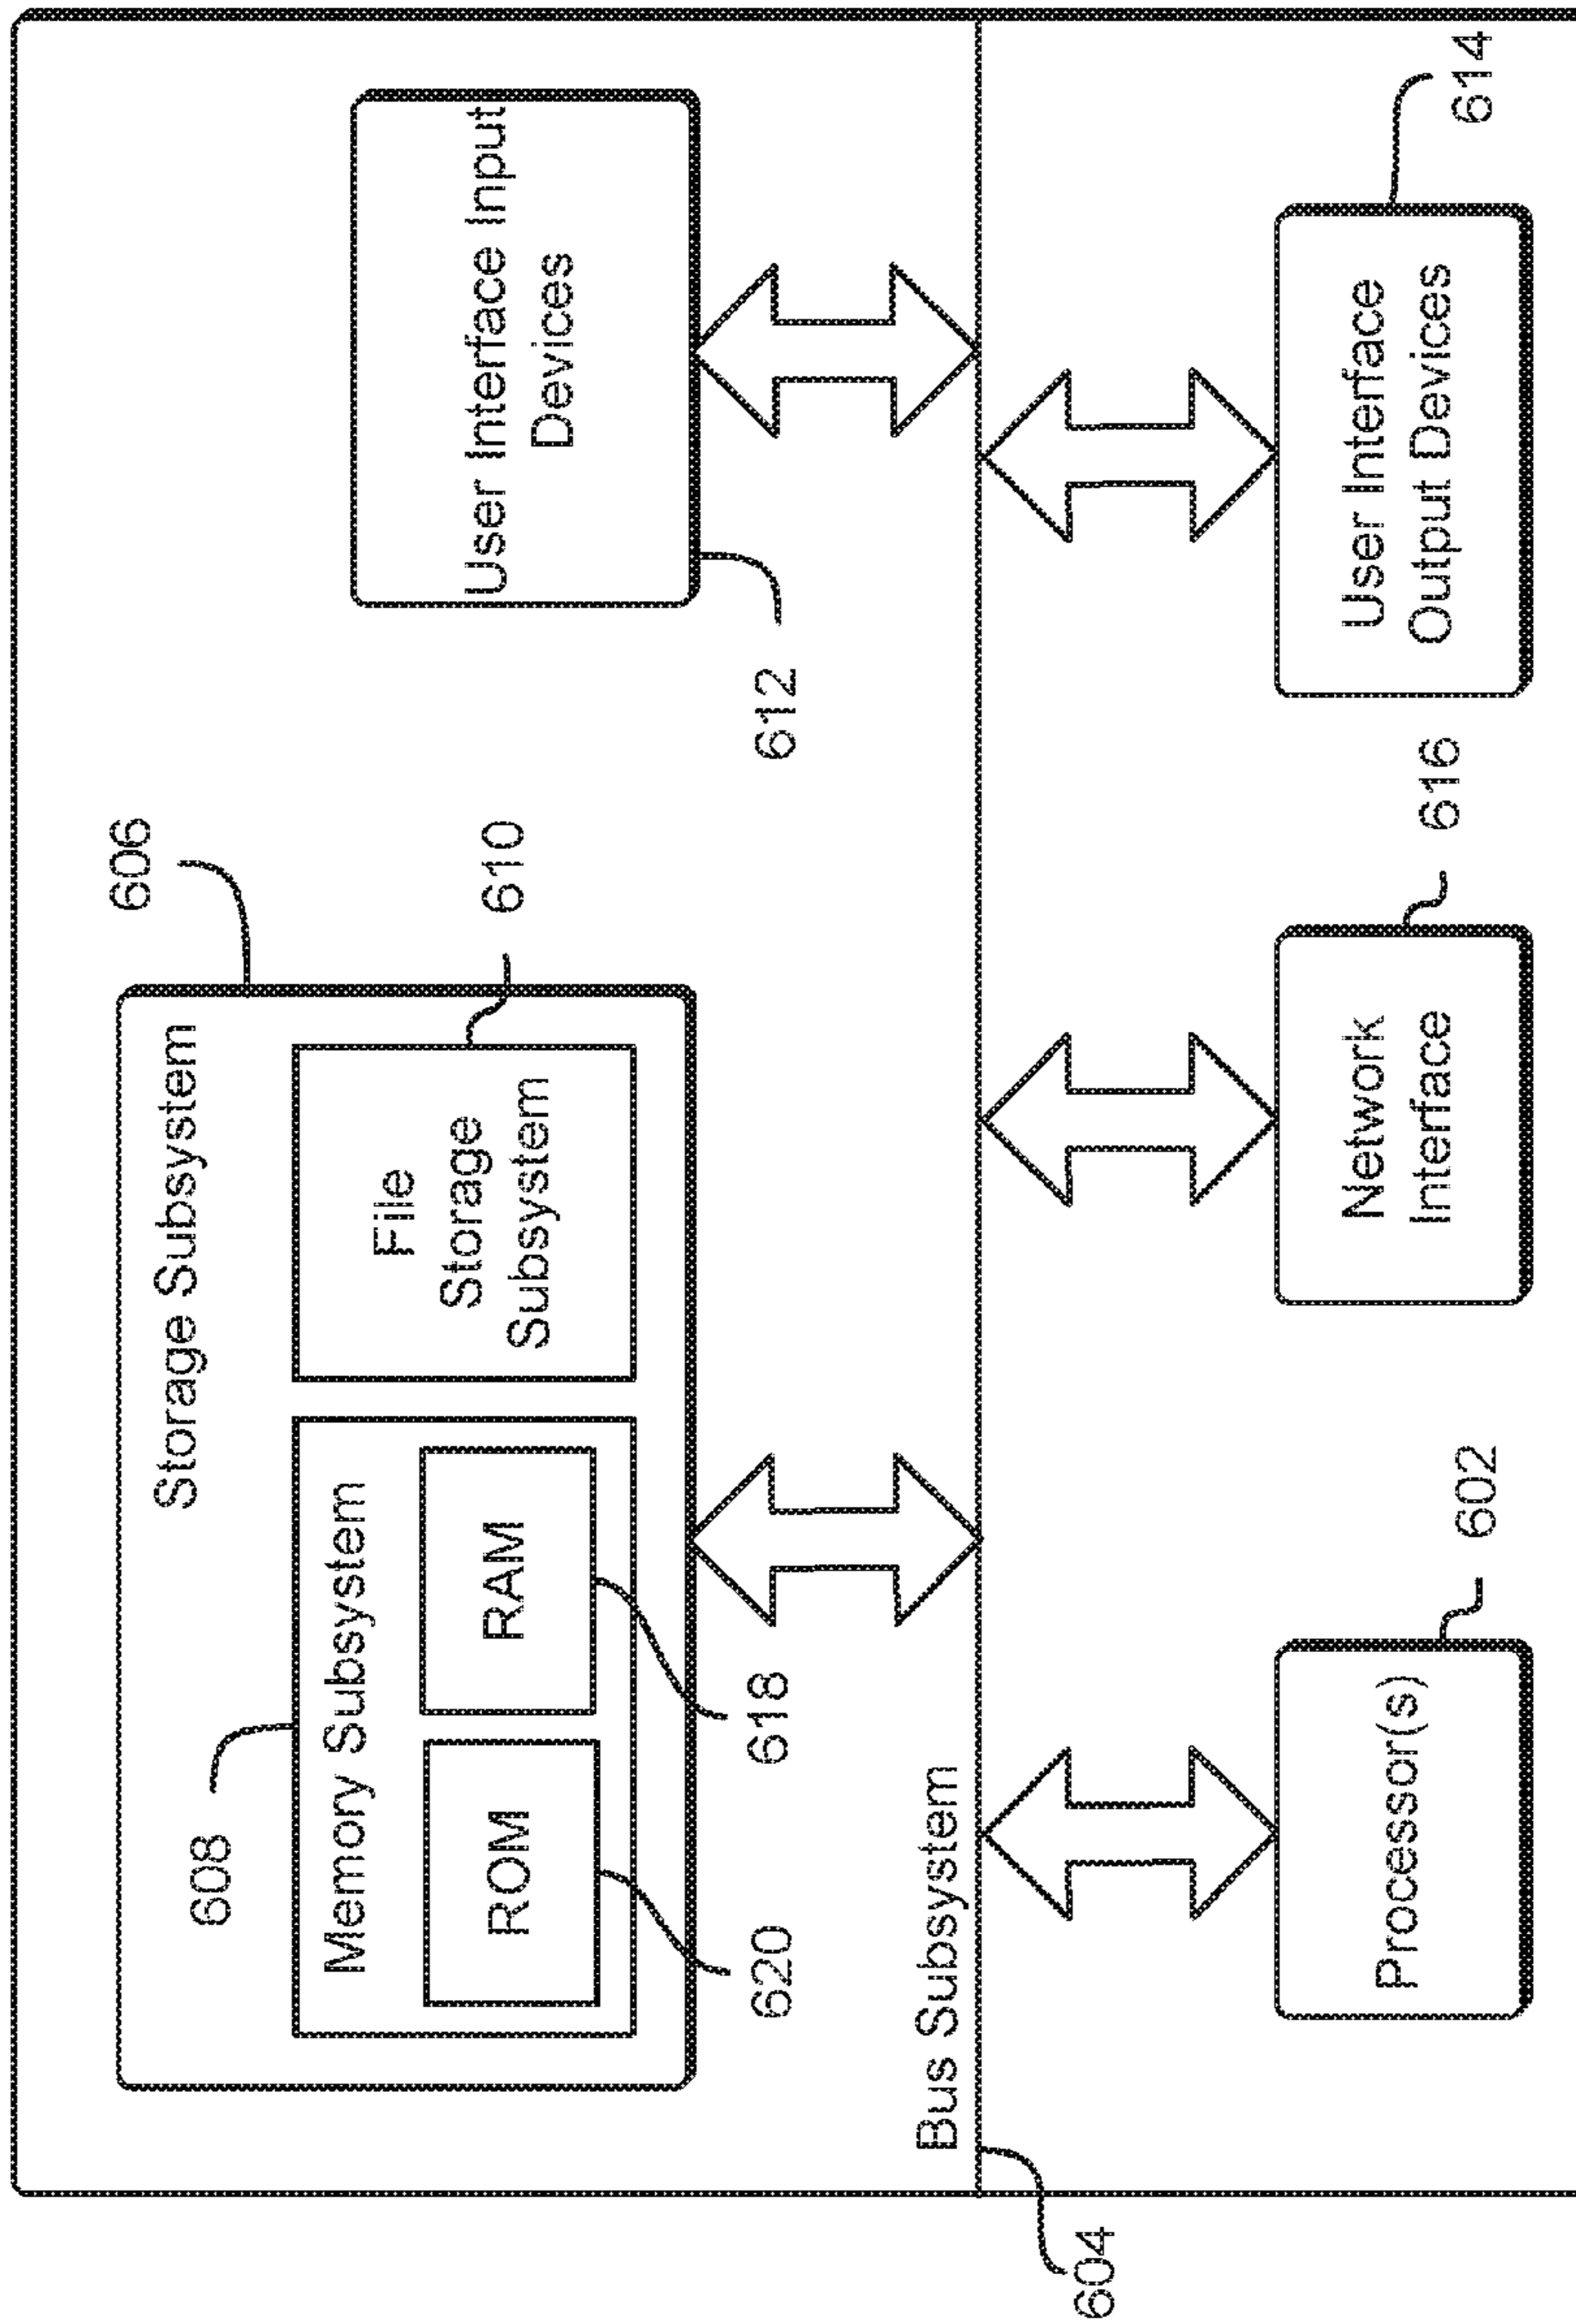 606
Storage Subsystem
608
Memory Subsystem
ROM
RAM
620
618
File
Storage
Subsystem
610
User Interface Input
Devices
612
Bus Subsystem
604
Processor(s)
602
Network
Interface
616
User Interface
Output Devices
614